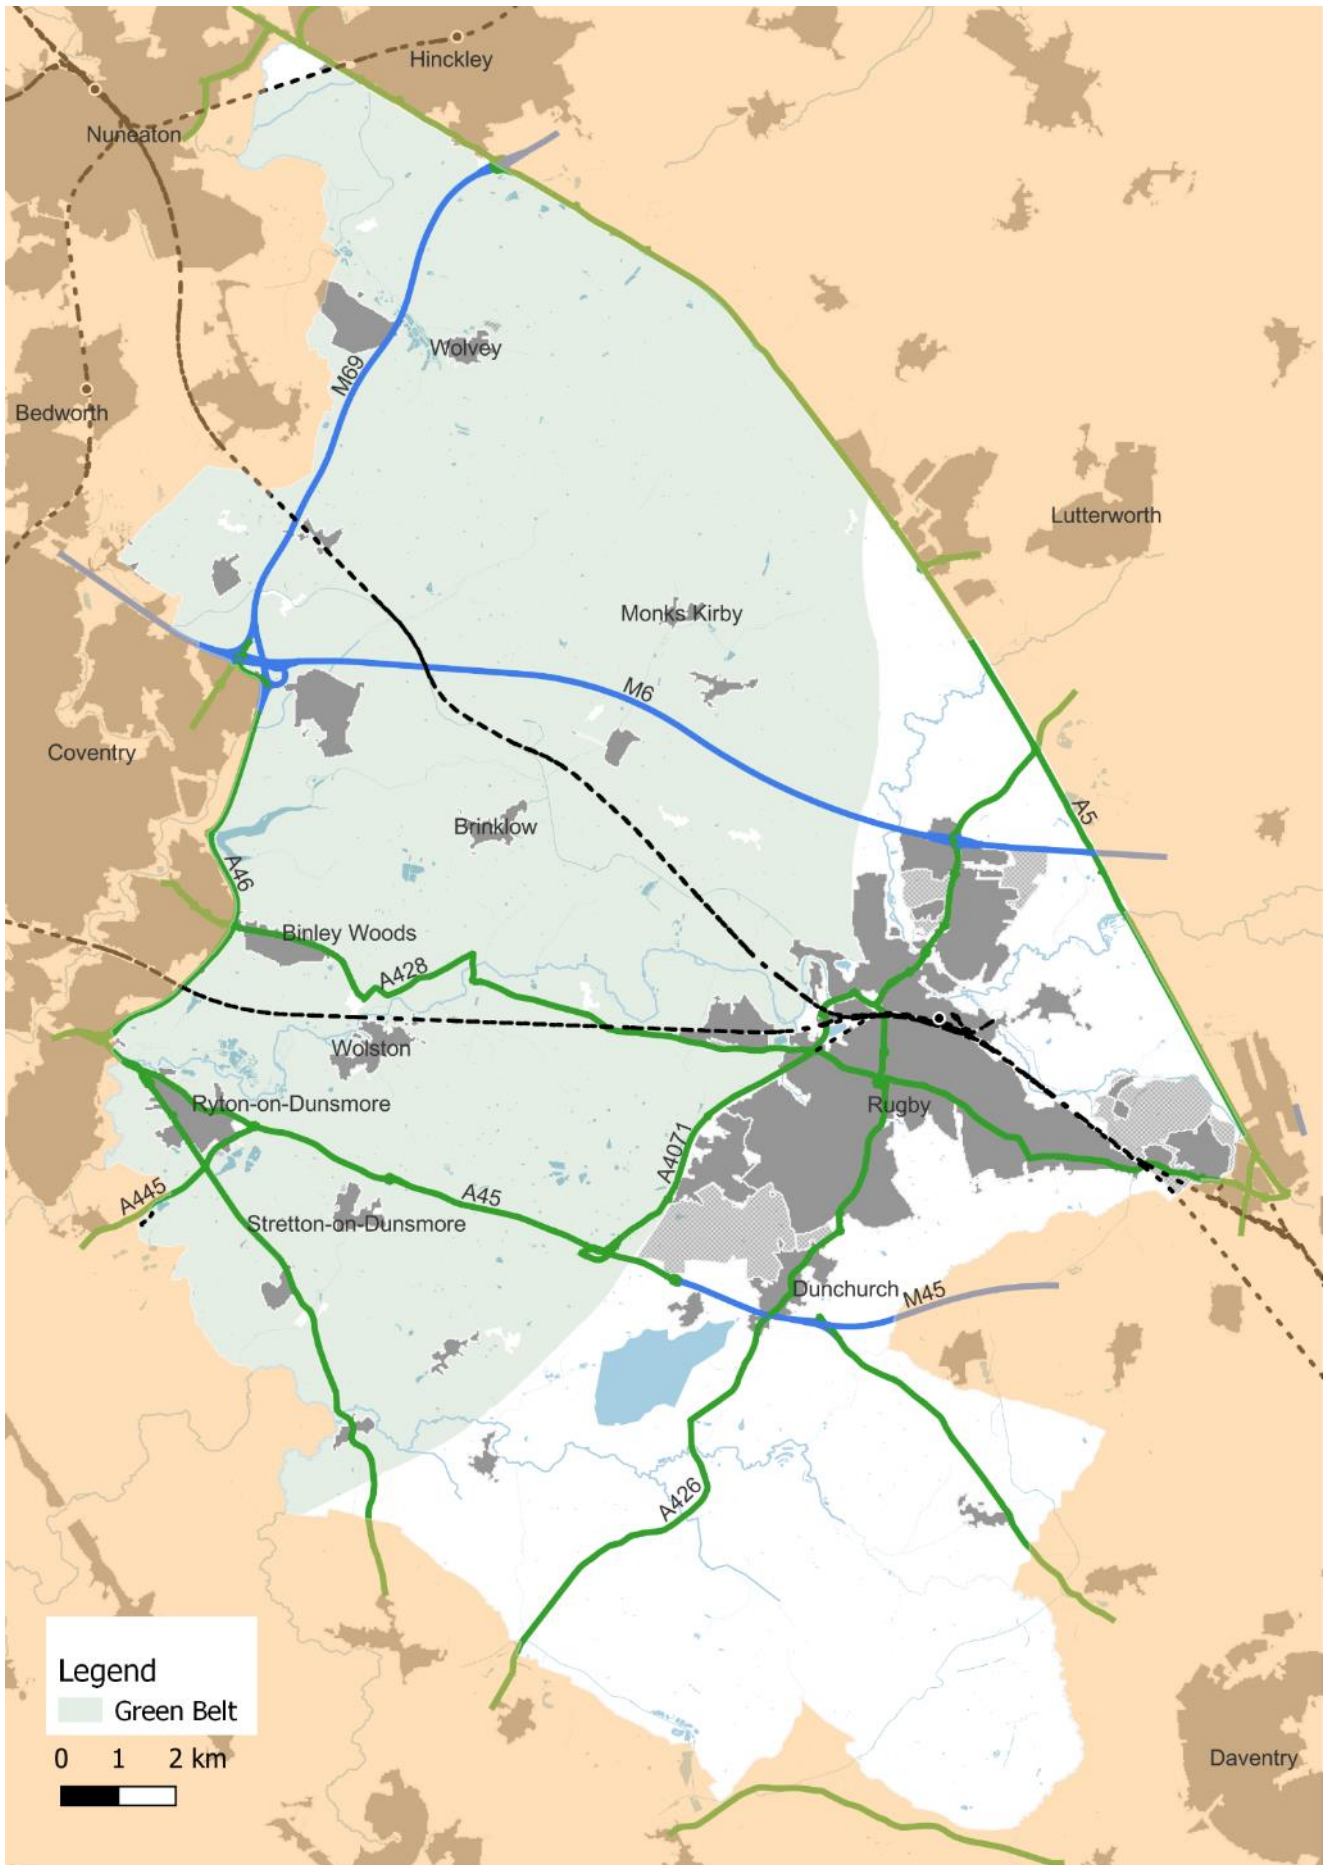 Hinckley
Nuneaton
Wolvey
M69
Bedworth
Lutterworth
Monks Kirby
M6
Coventry
A5
Brinklow
A46
Binley Woods
A428
Wolston
Ryton-on-Dunsmore
Rugby
A4071
A445
A45
Stretton-on-Dunsmore
Dunchurch
M45
A426
Legend
Green Belt
0 1 2 km
Daventry